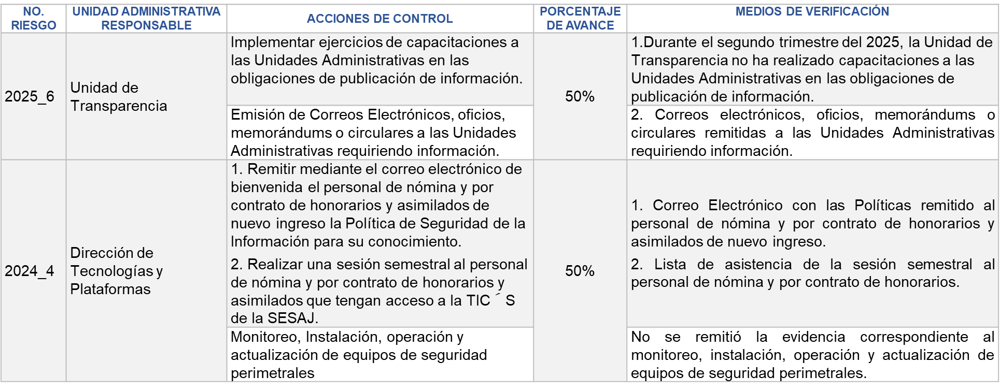 NO. RIESGO
UNIDAD ADMINISTRATIVA RESPONSABLE
ACCIONES DE CONTROL
PORCENTAJE DE AVANCE
MEDIOS DE VERIFICACIÓN
2025_6
Unidad de
Transparencia
Implementar ejercicios de capacitaciones a
las Unidades Administrativas en las
obligaciones de publicación de información.
50%
1.Durante el segundo trimestre del 2025, la Unidad de
Transparencia no ha realizado capacitaciones a las
Unidades Administrativas en las obligaciones de
publicación de información.
Emisión de Correos Electrónicos, oficios,
memorándums o circulares a las Unidades
Administrativas requiriendo información.
2. Correos electrónicos, oficios, memorándums o
circulares remitidas a las Unidades Administrativas
requiriendo información.
2024_4
Dirección de
Tecnologías y
Plataformas
1. Remitir mediante el correo electrónico de
bienvenida el personal de nómina y por
contrato de honorarios y asimilados de
nuevo ingreso la Política de Seguridad de la
Información para su conocimiento.
2. Realizar una sesión semestral al personal
de nómina y por contrato de honorarios y
asimilados que tengan acceso a la TIC ´ S
de la SESAJ.
50%
1. Correo Electrónico con las Políticas remitido al
personal de nómina y por contrato de honorarios y
asimilados de nuevo ingreso.
2. Lista de asistencia de la sesión semestral al
personal de nómina y por contrato de honorarios.
Monitoreo, Instalación, operación y
actualización de equipos de seguridad
perimetrales
No se remitió la evidencia correspondiente al
monitoreo, instalación, operación y actualización de
equipos de seguridad perimetrales.